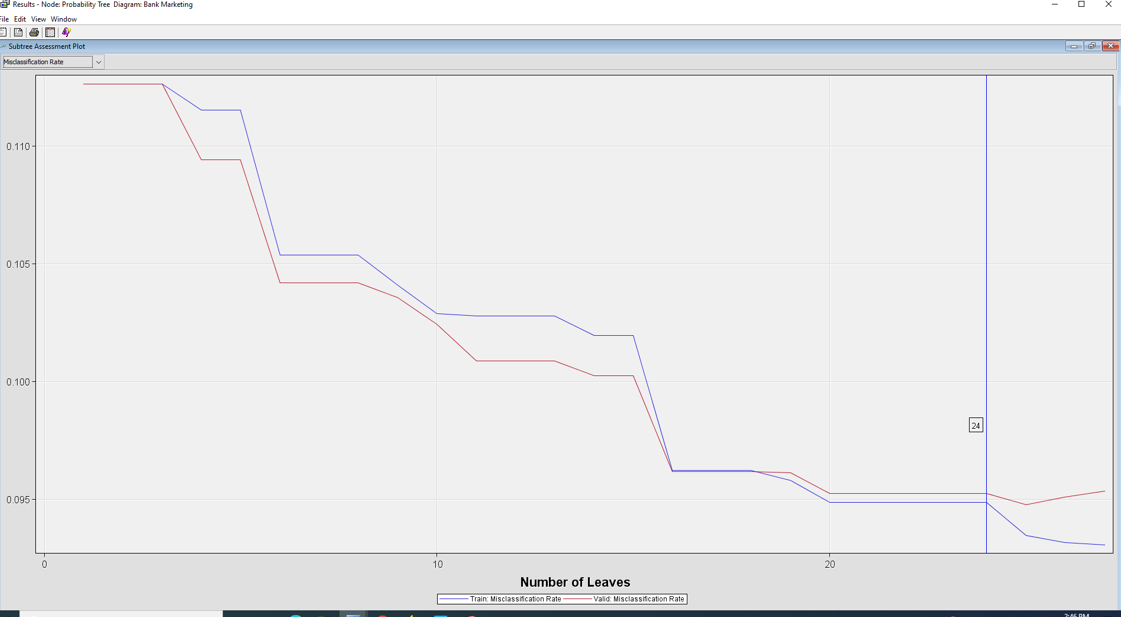 Results - Node: Probability Tree Diagram: Bank Marketing
File Edit View Window
Subtree Assessment Plot
Misclassification Rate
0.110
0.105
0.100
24
0.095
0 10 20
Number of Leaves
Train: Misclassification Rate Valid: Misclassification Rate